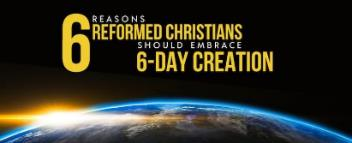 6 REASONS
REFORMED CHRISTIANS
SHOULD EMBRACE
6-DAY CREATION